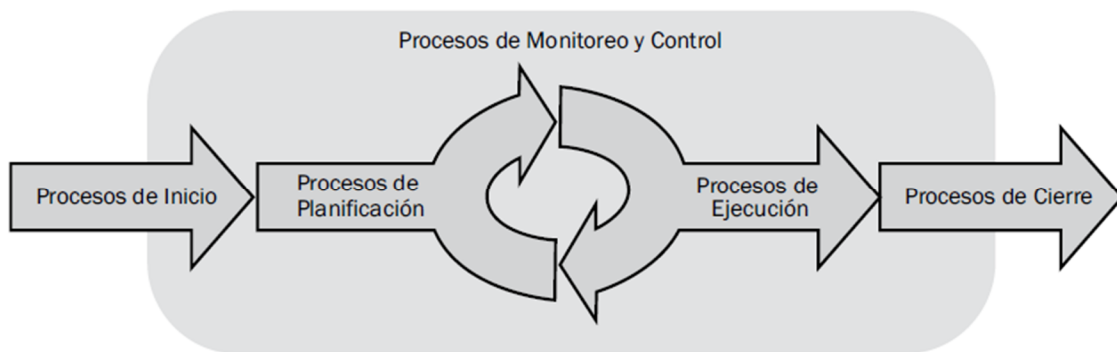 Procesos de Monitoreo y Control
Procesos de Inicio
Procesos de
Planificación
Procesos de
Ejecución
Procesos de Cierre